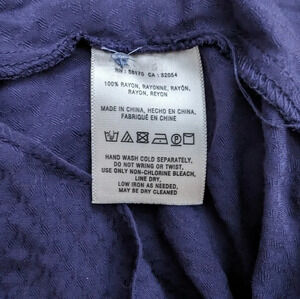 RN: 59170 CA: 52054
100% RAYON, RAYONNE, RAYÓN,
RAYON, REYON
MADE IN CHINA, HECHO EN CHINA,
FABRIQUÉ EN CHINE
HAND WASH COLD SEPARATELY,
DO NOT WRING OR TWIST,
USE ONLY NON-CHLORINE BLEACH,
LINE DRY,
LOW IRON AS NEEDED,
MAY BE DRY CLEANED